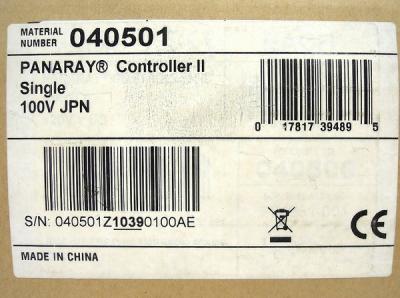 MATERIAL NUMBER 040501
PANARAY® Controller II
Single
100V JPN
0 17817 39489 5
S/N: 040501Z10390100AE
CE
MADE IN CHINA